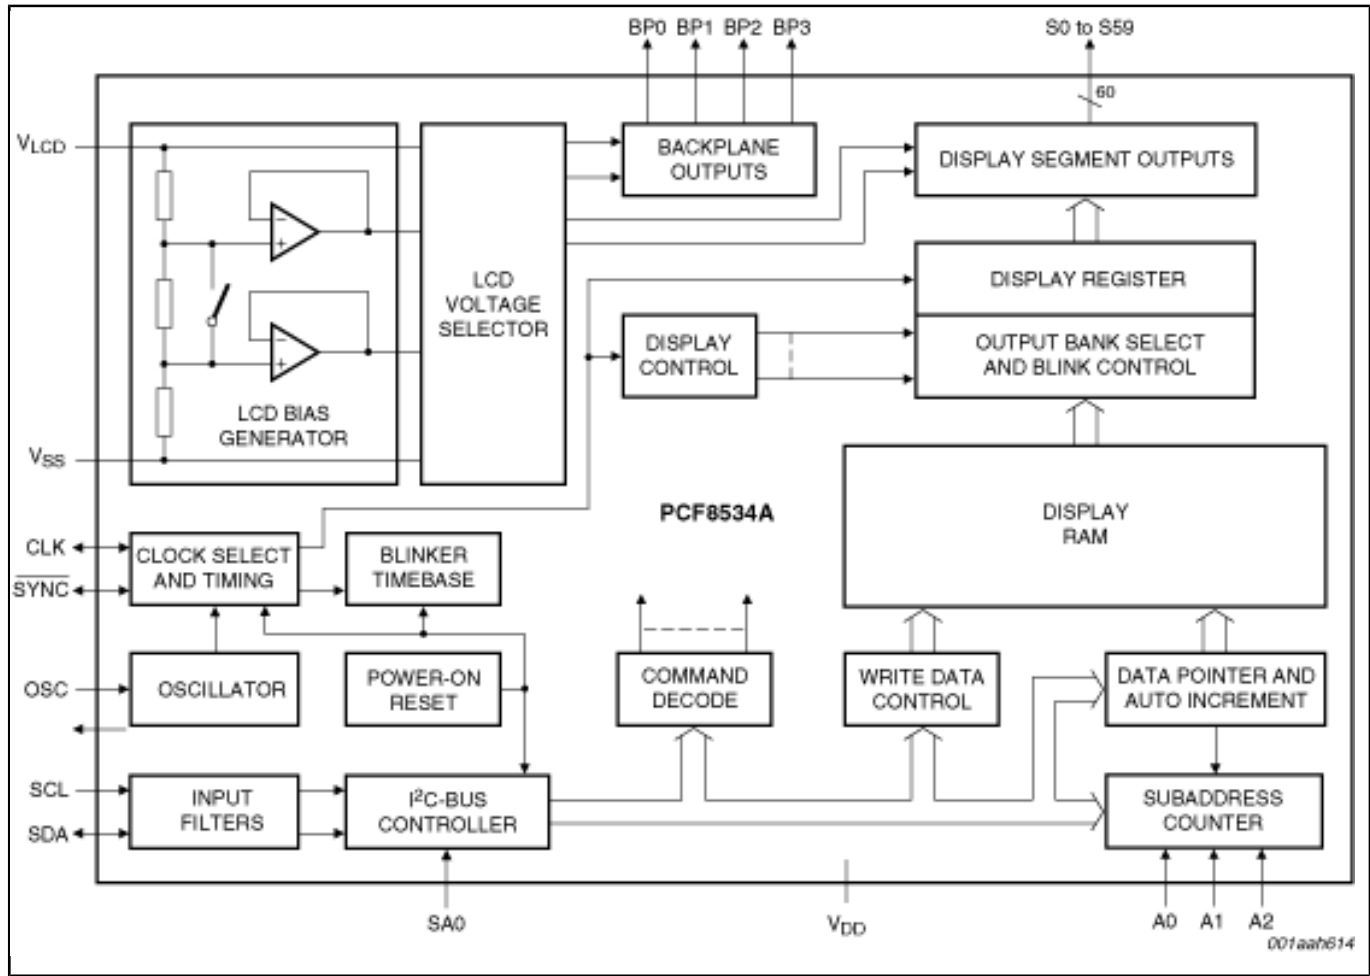 BP0 BP1 BP2 BP3
S0 to S59
60
VLCD
BACKPLANE
OUTPUTS
DISPLAY SEGMENT OUTPUTS
−
+
LCD
VOLTAGE
SELECTOR
DISPLAY REGISTER
−
+
DISPLAY
CONTROL
OUTPUT BANK SELECT
AND BLINK CONTROL
LCD BIAS
GENERATOR
VSS
PCF8534A
DISPLAY
RAM
CLK
SYNC
CLOCK SELECT
AND TIMING
BLINKER
TIMEBASE
OSC
OSCILLATOR
POWER-ON
RESET
COMMAND
DECODE
WRITE DATA
CONTROL
DATA POINTER AND
AUTO INCREMENT
SCL
SDA
INPUT
FILTERS
I2C-BUS
CONTROLLER
SUBADDRESS
COUNTER
SA0
VDD
A0 A1 A2
001aah614